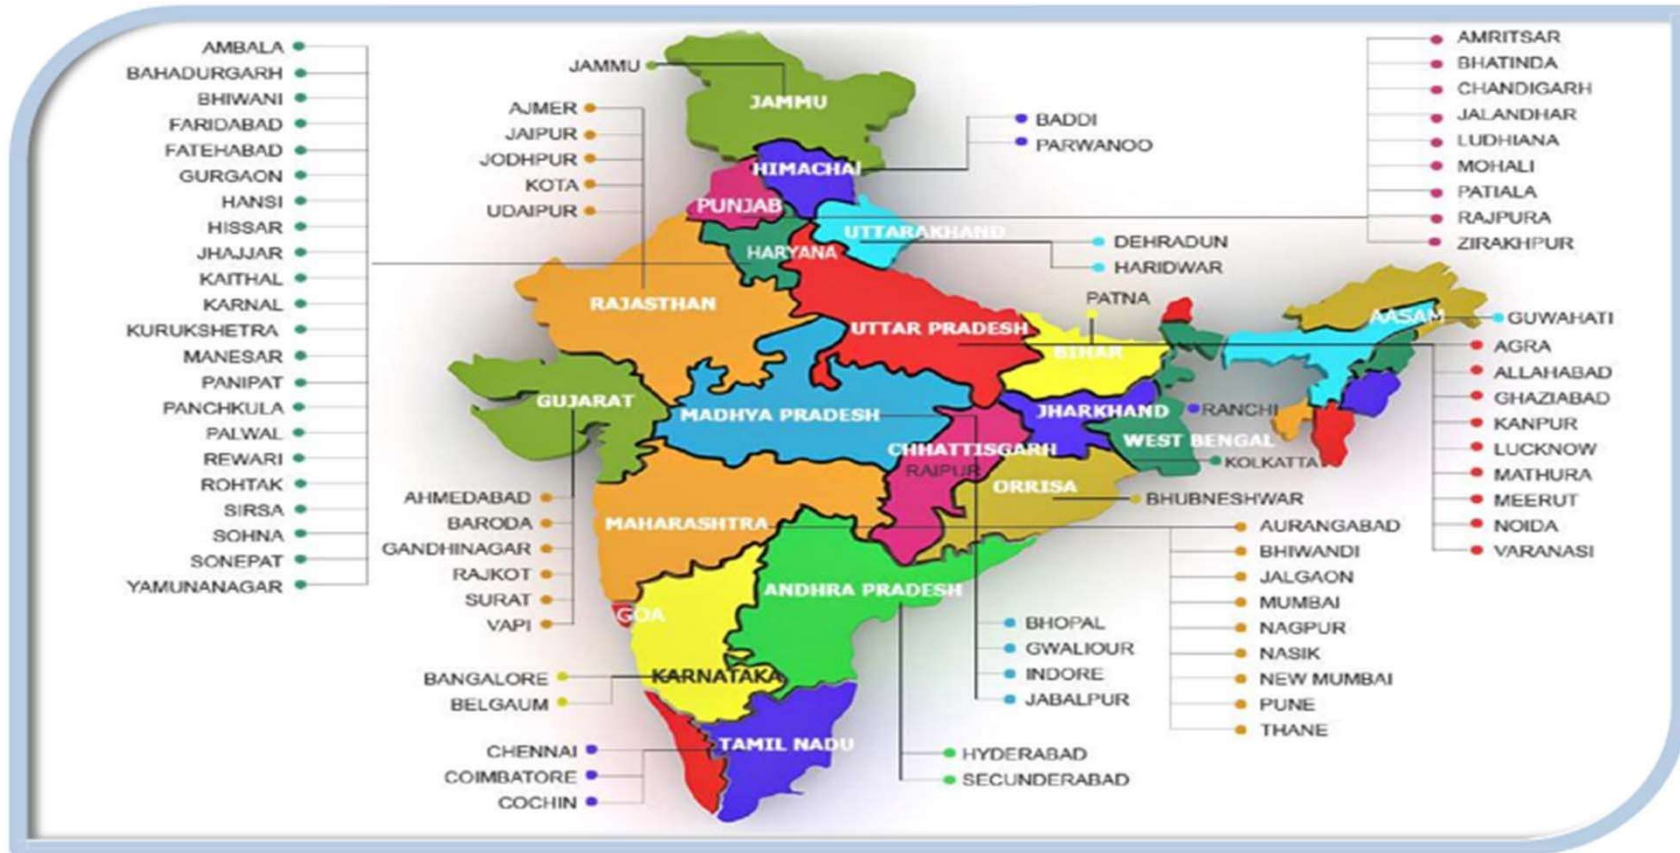 AMBALA
BAHADURGARH
BHIWANI
FARIDABAD
FATEHABAD
GURGAON
HANSI
HISSAR
JHAJJAR
KAITHAL
KARNAL
KURUKSHETRA
MANESAR
PANIPAT
PANCHKULA
PALWAL
REWARI
ROHTAK
SIRSA
SOHNA
SONEPAT
YAMUNANAGAR
JAMMU
AJMER
JAIPUR
JODHPUR
KOTA
UDAIPUR
JAMMU
HIMACHAl
PUNJAB
HARYANA
UTTARAKHAND
RAJASTHAN
UTTAR PRADESH
BIHAR
AASAM
GUJARAT
MADHYA PRADESH
JHARKHAND
CHHATTISGARH
RAIPUR
WEST BENGAL
ORRISA
MAHARASHTRA
ANDHRA PRADESH
GOA
KARNATAKA
TAMIL NADU
BADDI
PARWANOO
AMRITSAR
BHATINDA
CHANDIGARH
JALANDHAR
LUDHIANA
MOHALI
PATIALA
RAJPURA
ZIRAKHPUR
DEHRADUN
HARIDWAR
PATNA
GUWAHATI
AGRA
ALLAHABAD
GHAZIABAD
KANPUR
LUCKNOW
MATHURA
MEERUT
NOIDA
VARANASI
RANCHI
KOLKATTA
BHUBNESHWAR
AURANGABAD
BHIWANDI
JALGAON
MUMBAI
NAGPUR
NASIK
NEW MUMBAI
PUNE
THANE
AHMEDABAD
BARODA
GANDHINAGAR
RAJKOT
SURAT
VAPI
BHOPAL
GWALIOUR
INDORE
JABALPUR
BANGALORE
BELGAUM
HYDERABAD
SECUNDERABAD
CHENNAI
COIMBATORE
COCHIN